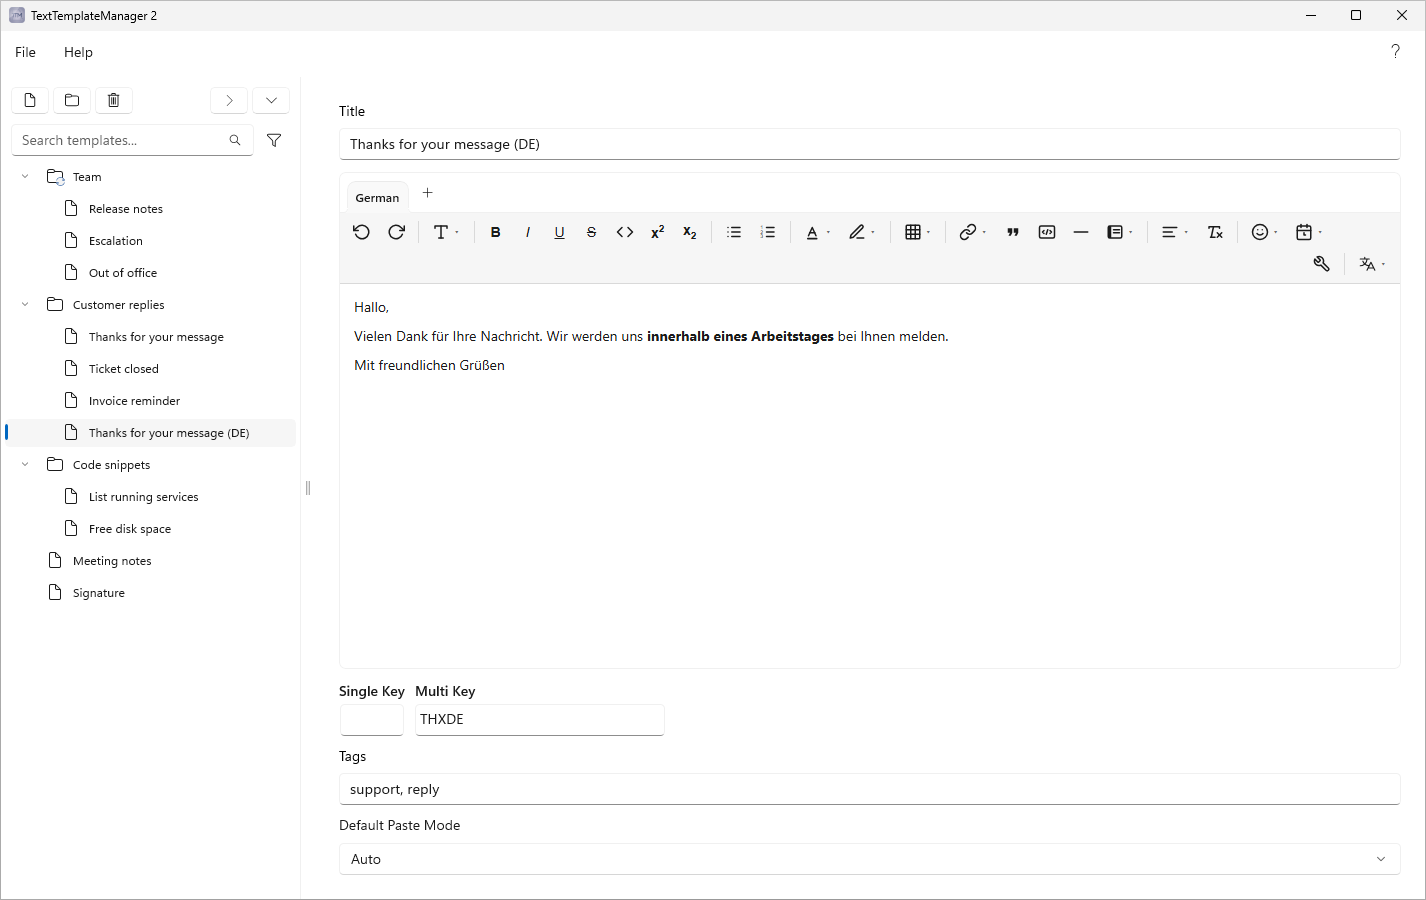 TextTemplateManager 2
File Help
?
Search templates...
Team
Release notes
Escalation
Out of office
Customer replies
Thanks for your message
Ticket closed
Invoice reminder
Thanks for your message (DE)
Code snippets
List running services
Free disk space
Meeting notes
Signature
Title
Thanks for your message (DE)
German +
Hallo,
Vielen Dank für Ihre Nachricht. Wir werden uns innerhalb eines Arbeitstages bei Ihnen melden.
Mit freundlichen Grüßen
Single Key Multi Key
THXDE
Tags
support, reply
Default Paste Mode
Auto